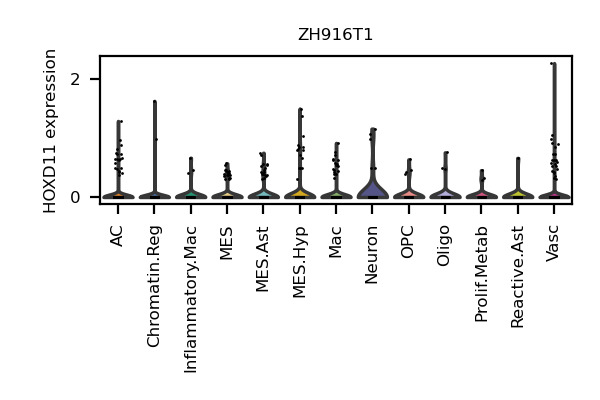 ZH916T1
HOXD11 expression
2
0
AC
Chromatin.Reg
Inflammatory.Mac
MES
MES.Ast
MES.Hyp
Mac
Neuron
OPC
Oligo
Prolif.Metab
Reactive.Ast
Vasc